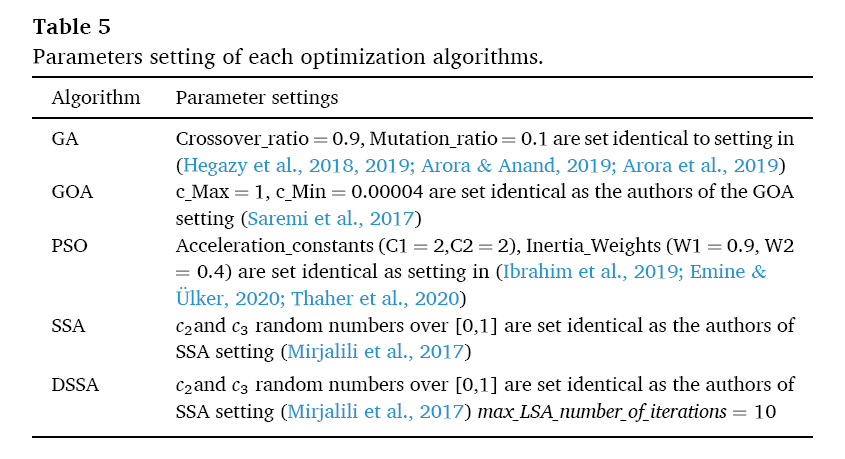 Table 5
Parameters setting of each optimization algorithms.
Algorithm Parameter settings
GA Crossover_ratio = 0.9, Mutation_ratio = 0.1 are set identical to setting in
(Hegazy et al., 2018, 2019; Arora & Anand, 2019; Arora et al., 2019)
GOA c_Max = 1, c_Min = 0.00004 are set identical as the authors of the GOA
setting (Saremi et al., 2017)
PSO Acceleration_constants (C1 = 2,C2 = 2), Inertia_Weights (W1 = 0.9, W2
= 0.4) are set identical as setting in (Ibrahim et al., 2019; Emine &
Ülker, 2020; Thaher et al., 2020)
SSA c₂and c₃ random numbers over [0,1] are set identical as the authors of
SSA setting (Mirjalili et al., 2017)
DSSA c₂and c₃ random numbers over [0,1] are set identical as the authors of
SSA setting (Mirjalili et al., 2017) max_LSA_number_of_iterations = 10